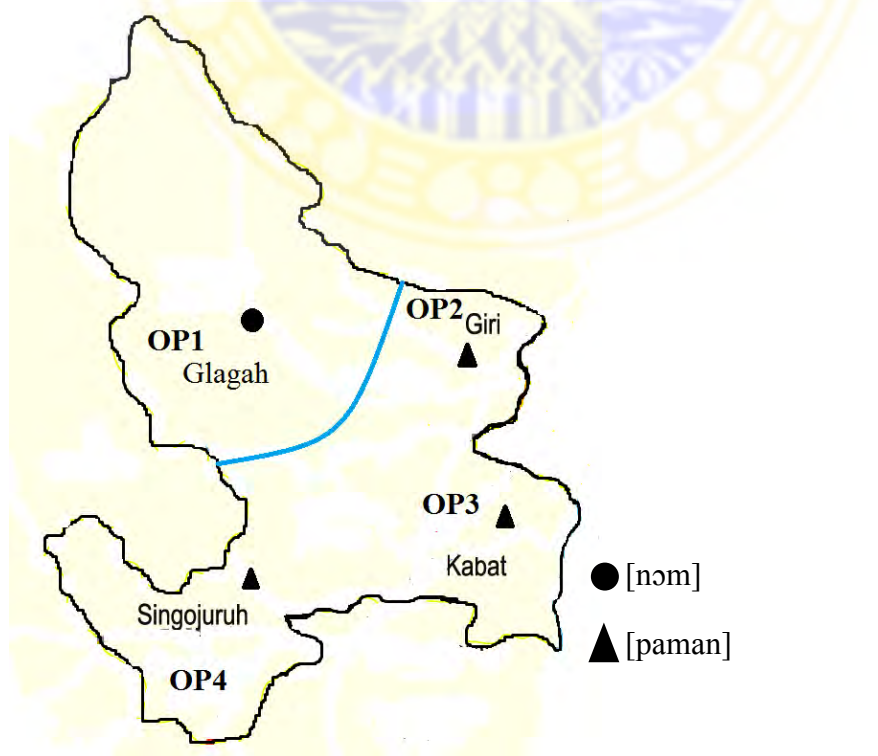 OP2
Giri
OP1
Glagah
OP3
Kabat
[nɔm]
Singojuruh
[paman]
OP4